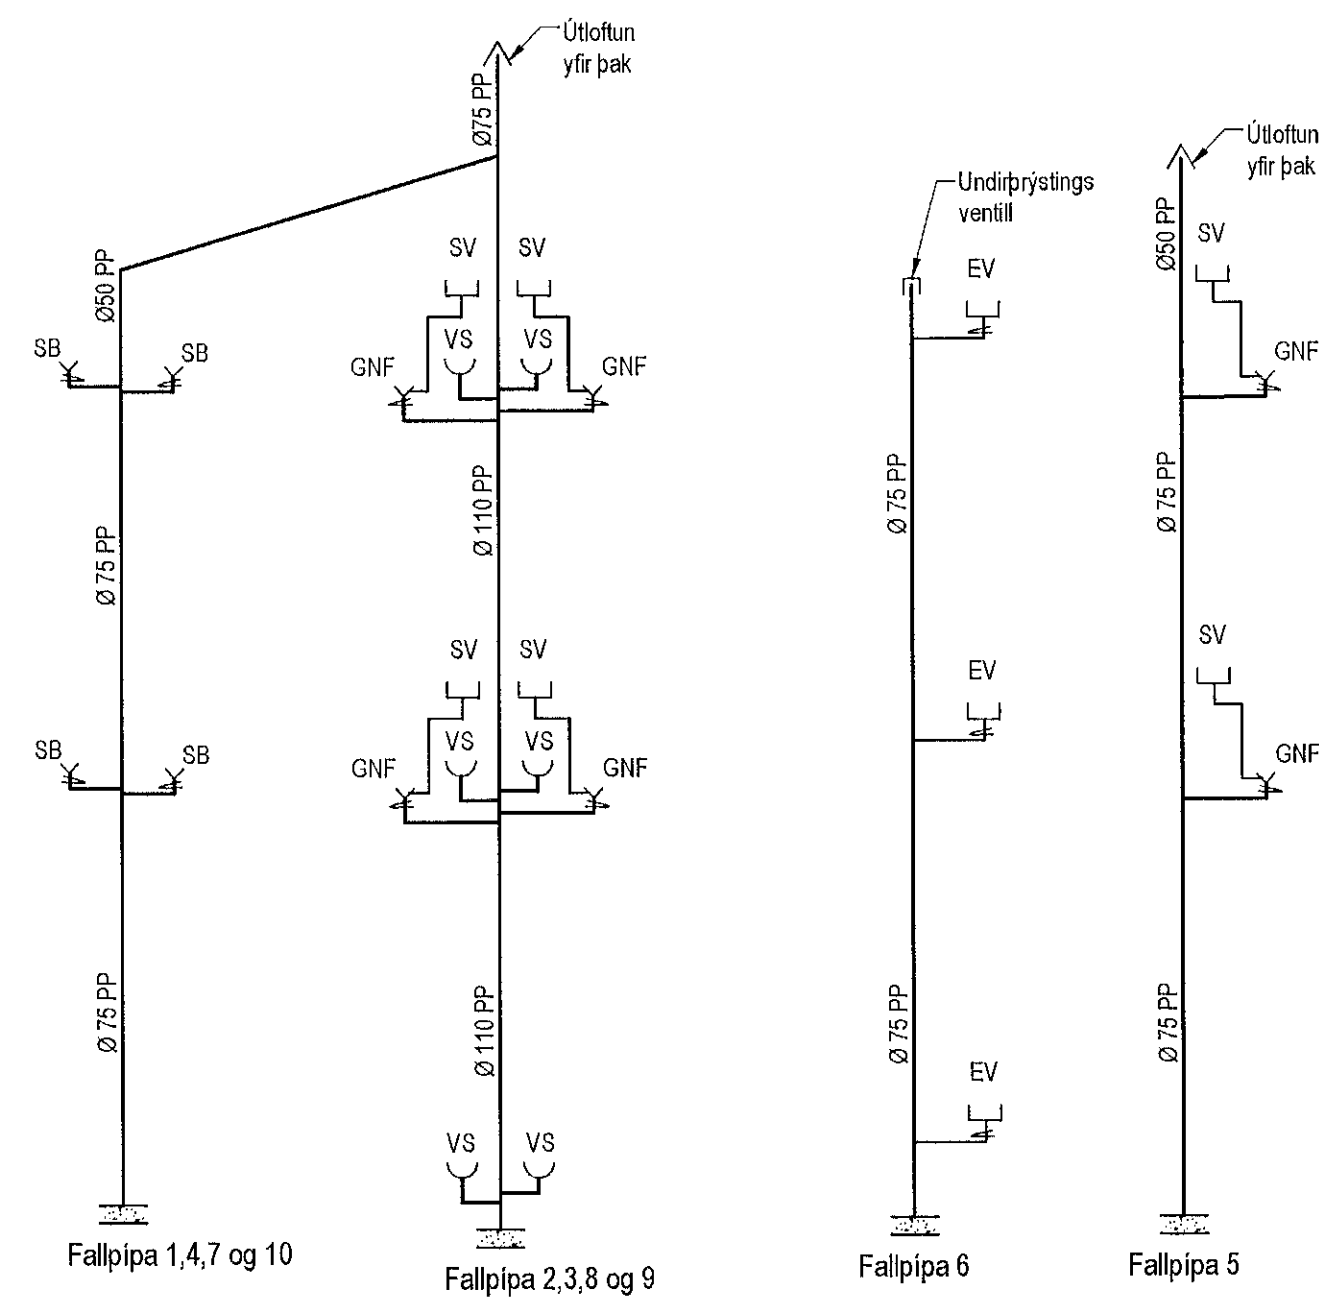 Útloftun
yfir þak
Ø75 PP
Ø50 PP
SB
SB
Ø 75 PP
SB
SB
Ø 75 PP
Fallpípa 1,4,7 og 10
SV
SV
VS
VS
GNF
GNF
Ø 110 PP
SV
SV
VS
VS
GNF
GNF
Ø 110 PP
VS
VS
Fallpípa 2,3,8 og 9
Undirþrýstings
ventill
EV
Ø 75 PP
EV
Ø 75 PP
EV
Fallpípa 6
Útloftun
yfir þak
Ø50 PP
SV
GNF
Ø 75 PP
SV
GNF
Ø 75 PP
Fallpípa 5